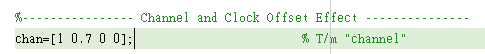 %---------------- Channel and Clock Offset Effect ---------------
chan=[1 0.7 0 0]; % T/m "channel"